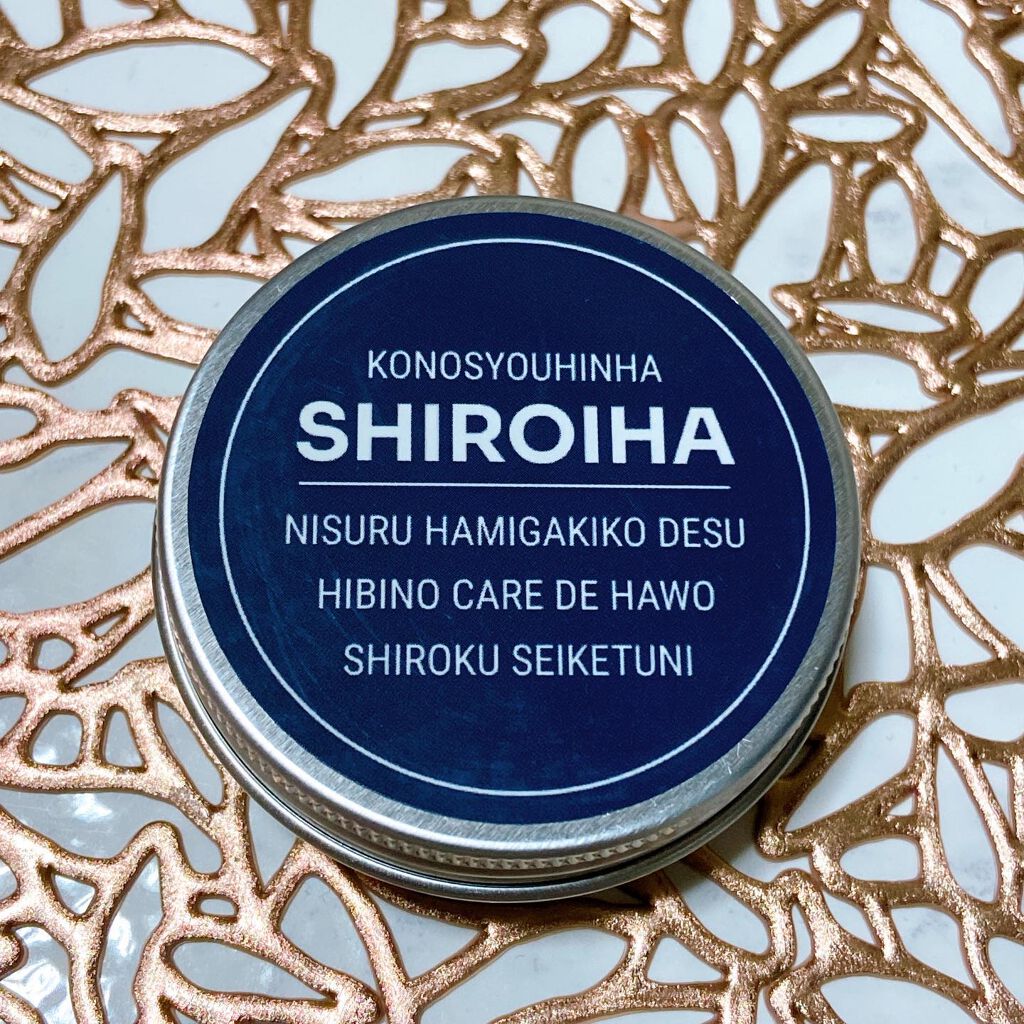 KONOSYOUHINHA
SHIROIHA
NISURU HAMIGAKIKO DESU
HIBINO CARE DE HAWO
SHIROKU SEIKETUNI